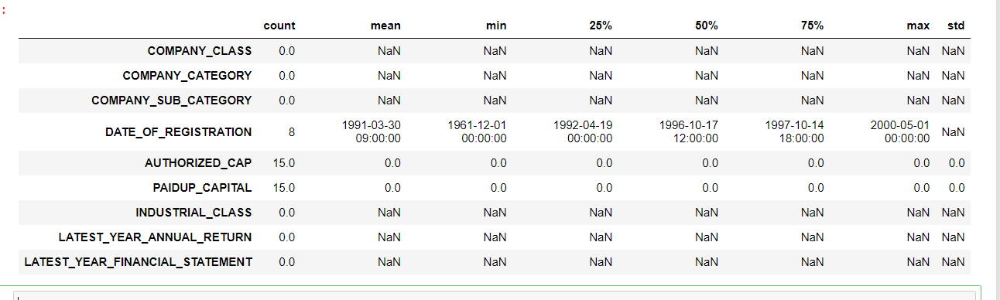 :
count mean min 25% 50% 75% max std
COMPANY_CLASS 0.0 NaN NaN NaN NaN NaN NaN NaN
COMPANY_CATEGORY 0.0 NaN NaN NaN NaN NaN NaN NaN
COMPANY_SUB_CATEGORY 0.0 NaN NaN NaN NaN NaN NaN NaN
DATE_OF_REGISTRATION 8 1991-03-30 1961-12-01 1992-04-19 1996-10-17 1997-10-14 2000-05-01 NaN
09:00:00 00:00:00 00:00:00 12:00:00 18:00:00 00:00:00
AUTHORIZED_CAP 15.0 0.0 0.0 0.0 0.0 0.0 0.0 0.0
PAIDUP_CAPITAL 15.0 0.0 0.0 0.0 0.0 0.0 0.0 0.0
INDUSTRIAL_CLASS 0.0 NaN NaN NaN NaN NaN NaN NaN
LATEST_YEAR_ANNUAL_RETURN 0.0 NaN NaN NaN NaN NaN NaN NaN
LATEST_YEAR_FINANCIAL_STATEMENT 0.0 NaN NaN NaN NaN NaN NaN NaN